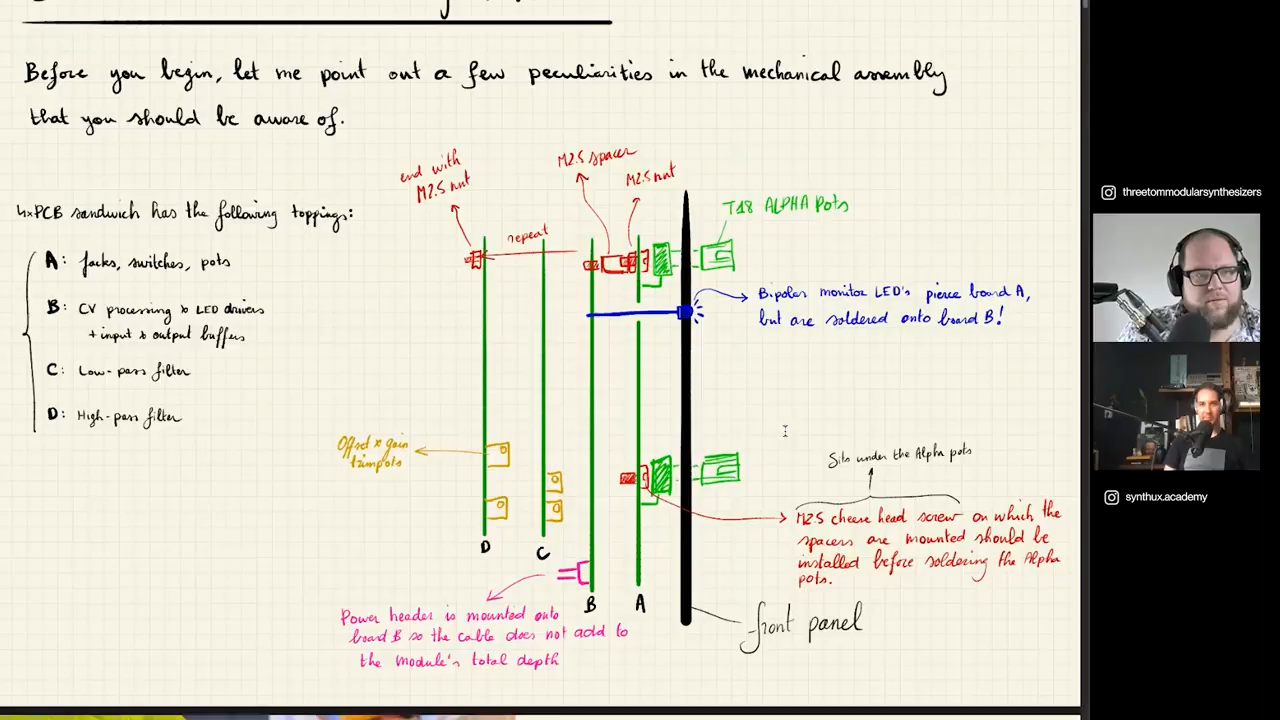 Before you begin, let me point out a few peculiarities in the mechanical assembly
that you should be aware of.
end with
M2.5 nut
M2.5 spacer
M2.5 nut
T18 ALPHA Pots
repeat
4xPCB sandwich has the following toppings:
A: Jacks, switches, pots
B: CV processing & LED drivers
+ input & output buffers
C: Low-pass filter
D: High-pass filter
Bipolar monitor LED's pierce board A,
but are soldered onto board B!
Offset & gain
trimpots
Sits under the Alpha pots
M2.5 cheese head screw on which the
spacers are mounted should be
installed before soldering the Alpha
pots.
D
C
B
A
Power header is mounted onto
board B so the cable does not add to
the module's total depth
front panel
threetommodularsynthesizers
synthux.academy